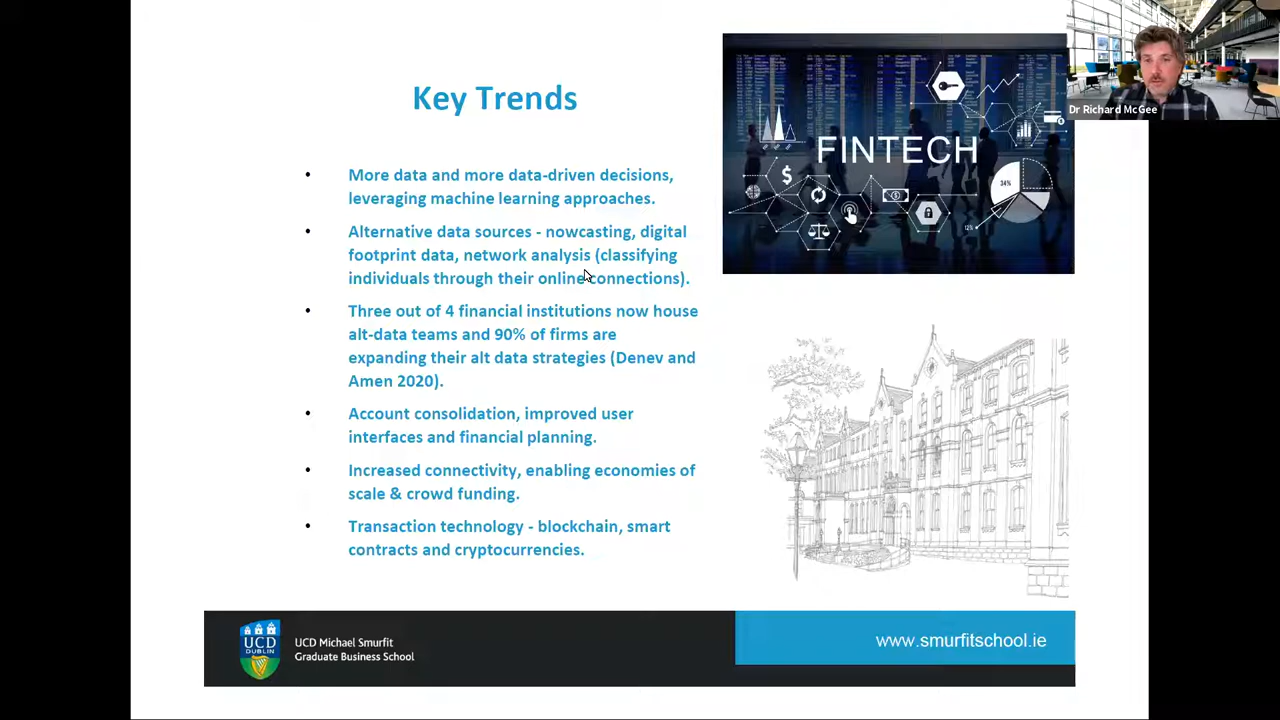 Key Trends
• More data and more data-driven decisions,
leveraging machine learning approaches.
• Alternative data sources - nowcasting, digital
footprint data, network analysis (classifying
individuals through their online connections).
• Three out of 4 financial institutions now house
alt-data teams and 90% of firms are
expanding their alt data strategies (Denev and
Amen 2020).
• Account consolidation, improved user
interfaces and financial planning.
• Increased connectivity, enabling economies of
scale & crowd funding.
• Transaction technology - blockchain, smart
contracts and cryptocurrencies.
FINTECH
$
34%
12%
Dr Richard McGee
UCD
DUBLIN
UCD Michael Smurfit
Graduate Business School
www.smurfitschool.ie